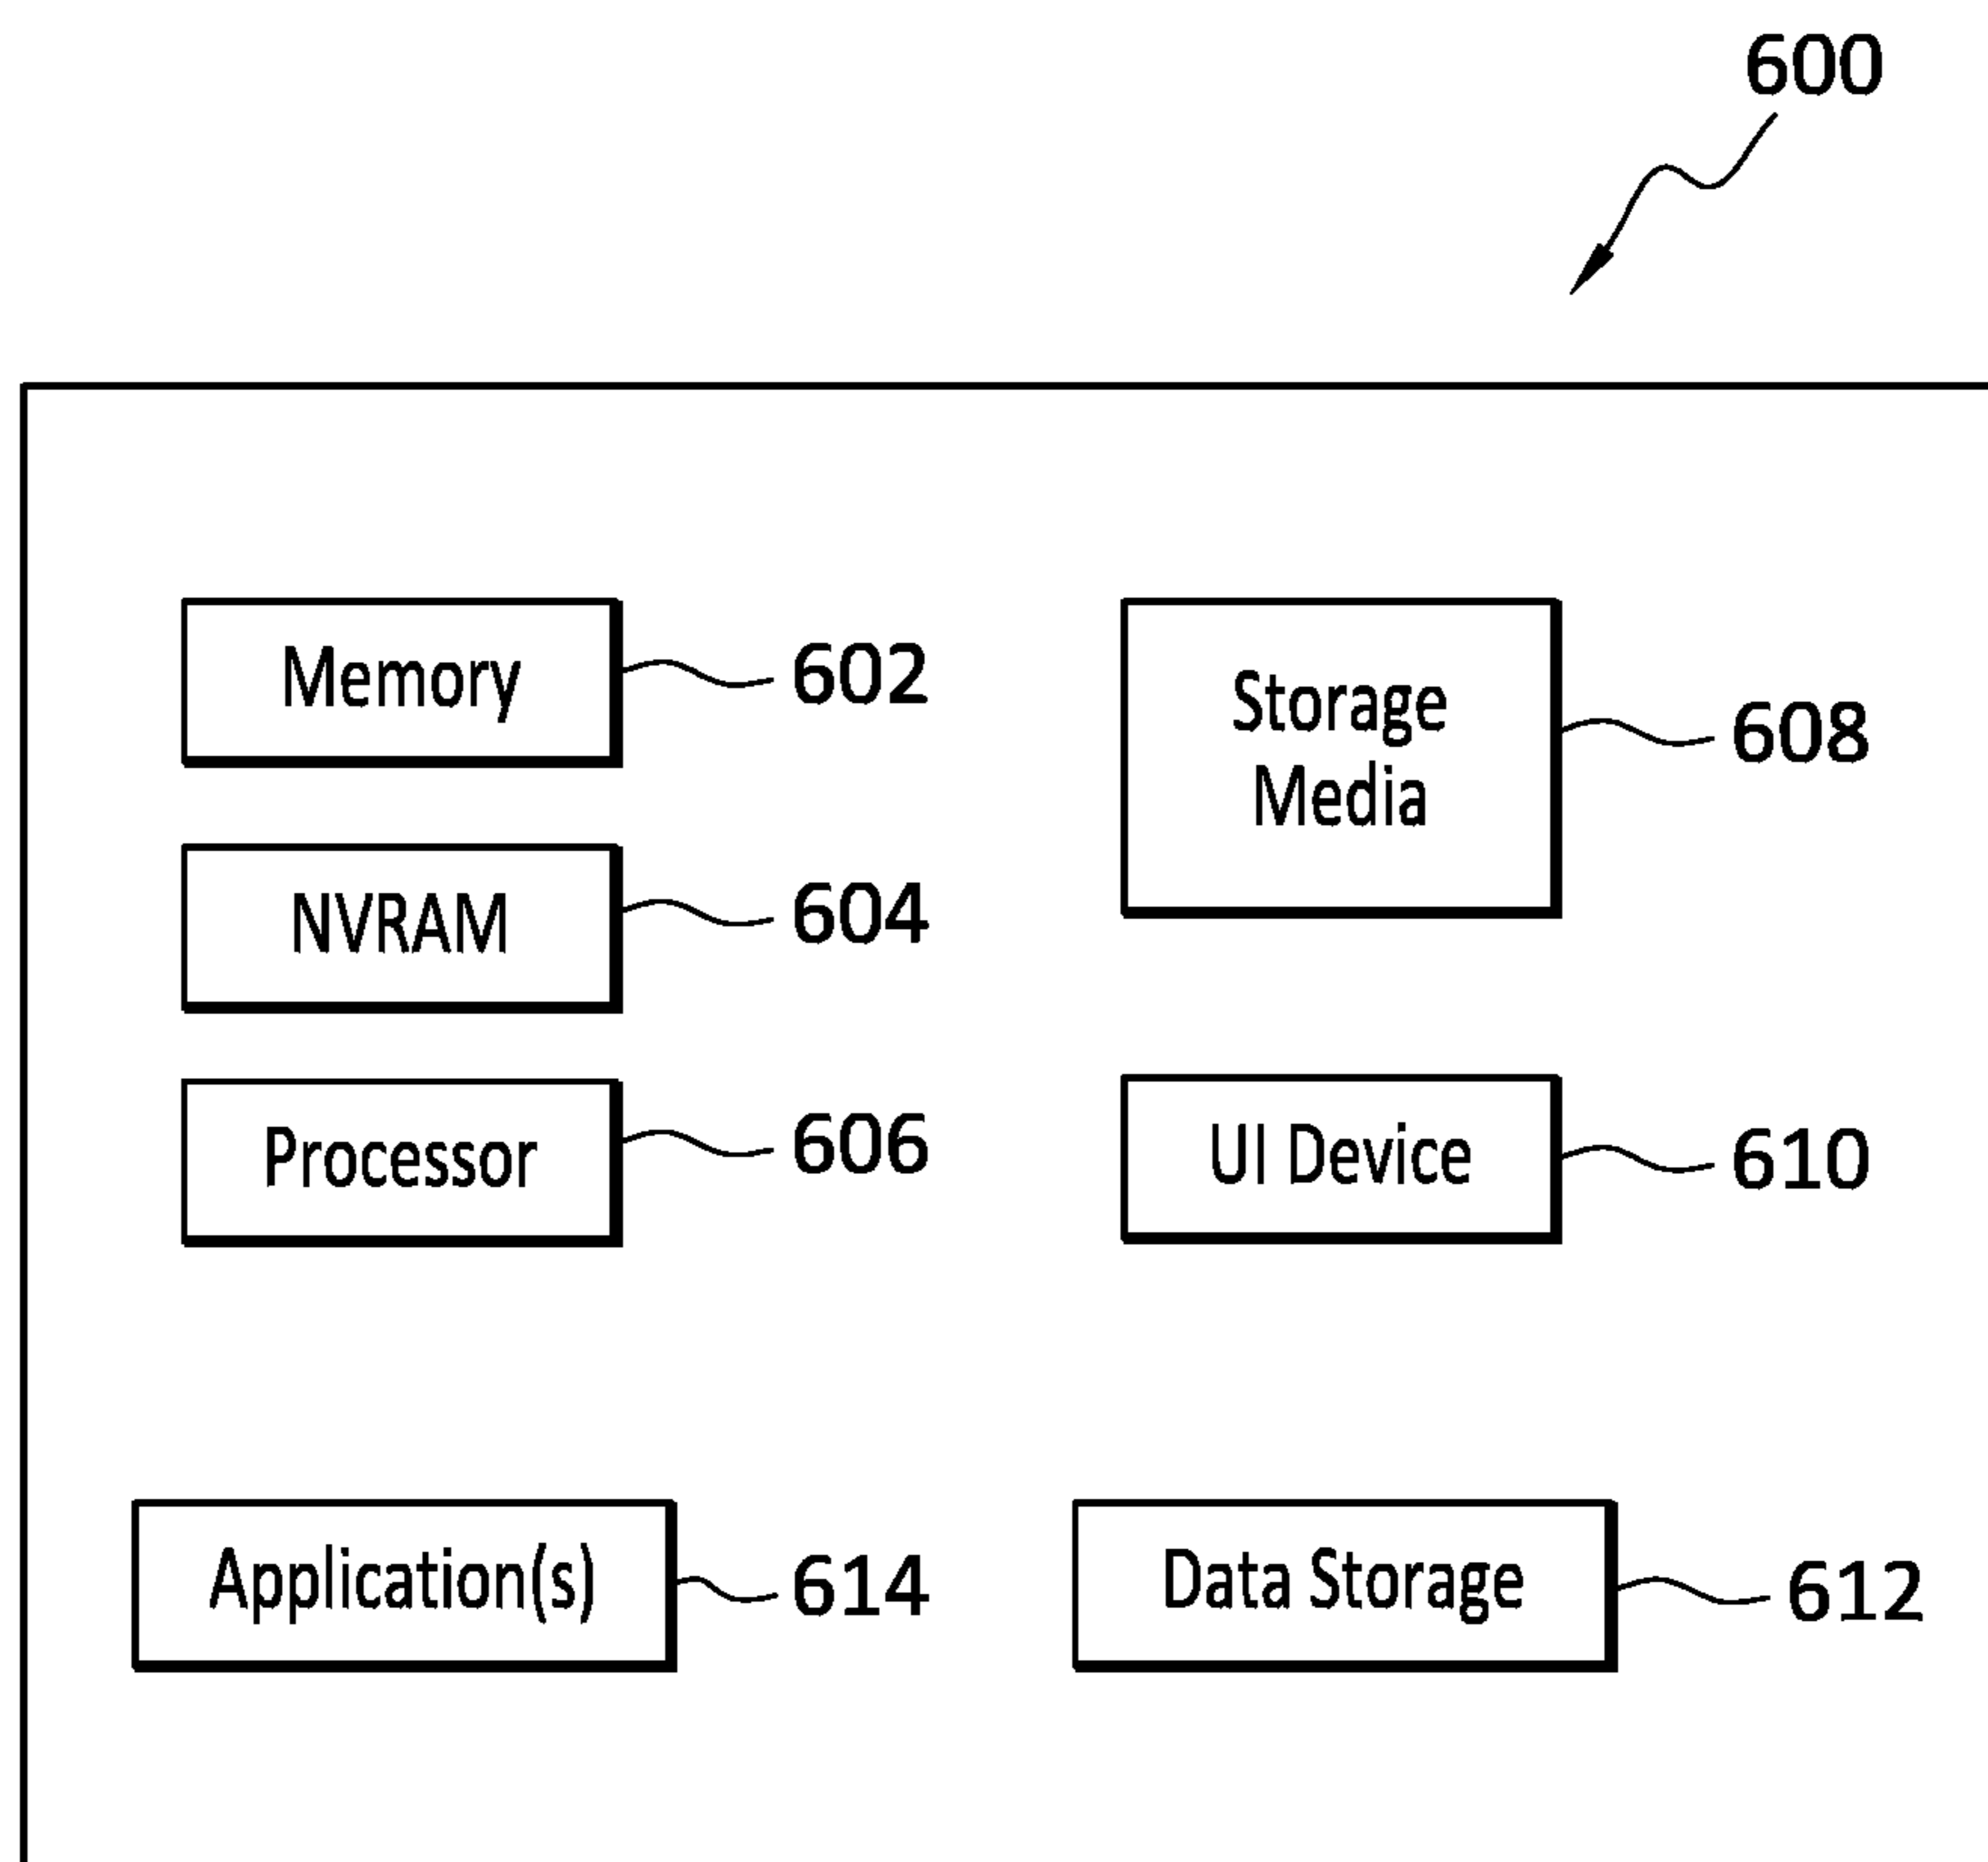 600
Memory
602
NVRAM
604
Processor
606
Storage
Media
608
UI Device
610
Application(s)
614
Data Storage
612